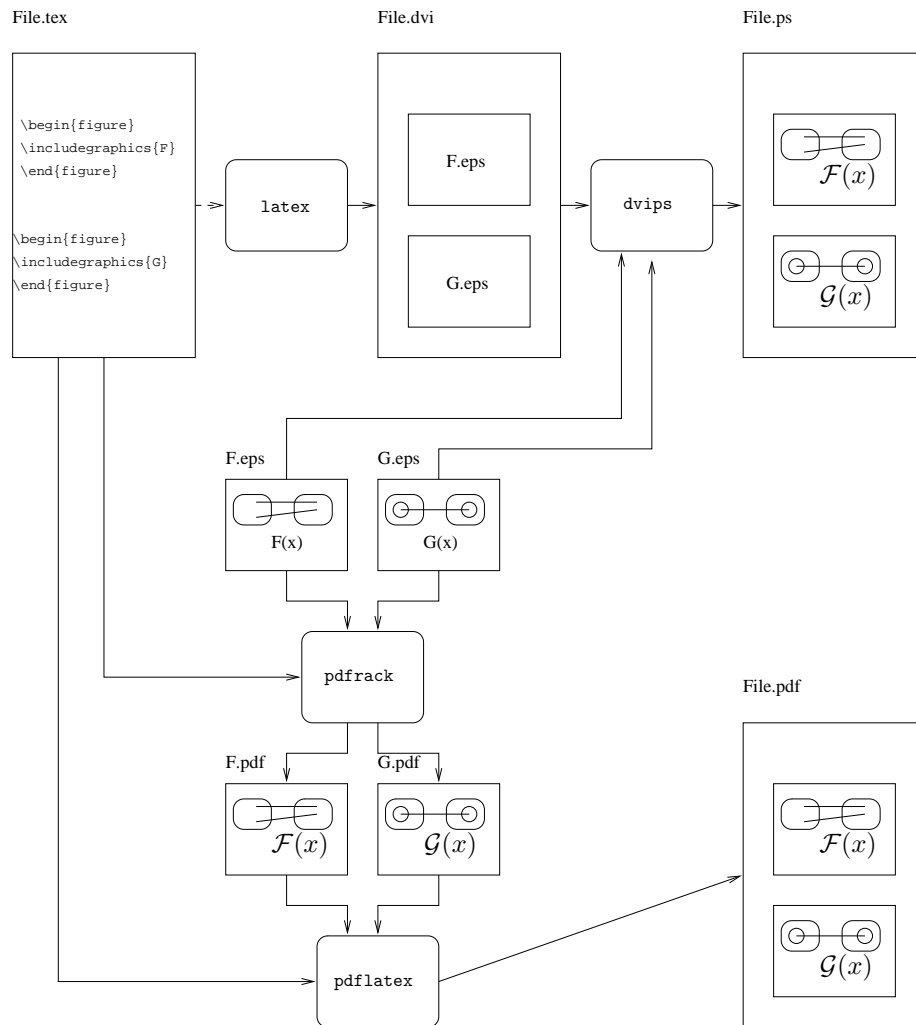 File.tex
File.dvi
File.ps
\begin{figure}
\includegraphics{F}
\end{figure}
\begin{figure}
\includegraphics{G}
\end{figure}
latex
F.eps
G.eps
dvips
ℱ(x)
𝒢(x)
F.eps
G.eps
F(x)
G(x)
pdfrack
File.pdf
F.pdf
G.pdf
ℱ(x)
𝒢(x)
ℱ(x)
𝒢(x)
pdflatex